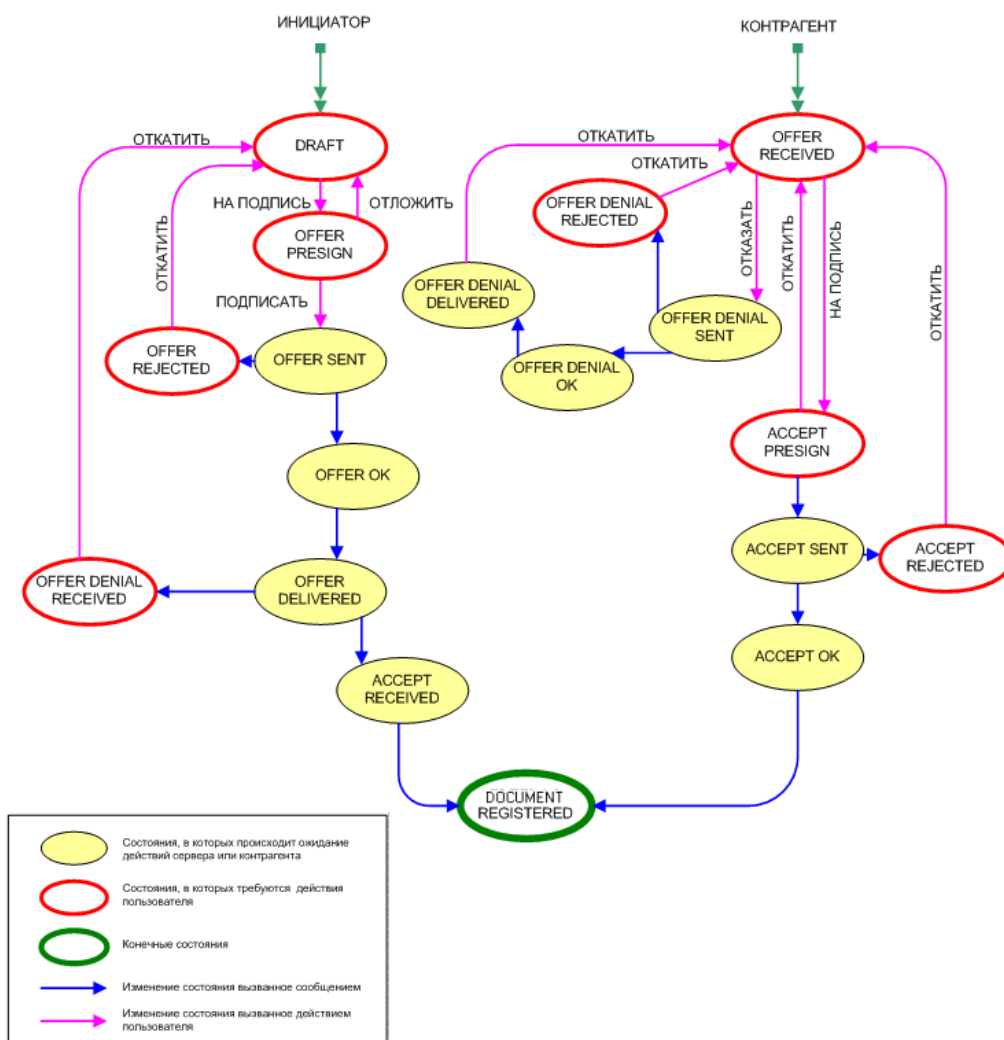 ИНИЦИАТОР
КОНТРАГЕНТ
ОТКАТИТЬ
DRAFT
ОТКАТИТЬ
НА ПОДПИСЬ
ОТЛОЖИТЬ
OFFER
PRESIGN
ПОДПИСАТЬ
OFFER
REJECTED
OFFER SENT
OFFER OK
OFFER DENIAL
RECEIVED
OFFER
DELIVERED
ACCEPT
RECEIVED
ОТКАТИТЬ
OFFER
RECEIVED
ОТКАТИТЬ
OFFER DENIAL
REJECTED
ОТКАЗАТЬ
ОТКАТИТЬ
НА ПОДПИСЬ
ОТКАТИТЬ
OFFER DENIAL
DELIVERED
OFFER DENIAL
SENT
OFFER DENIAL
OK
ACCEPT
PRESIGN
ACCEPT SENT
ACCEPT
REJECTED
ACCEPT OK
DOCUMENT
REGISTERED
Состояния, в которых происходит ожидание
действий сервера или контрагента
Состояния, в которых требуются действия
пользователя
Конечные состояния
Изменение состояния вызванное сообщением
Изменение состояния вызванное действием
пользователя